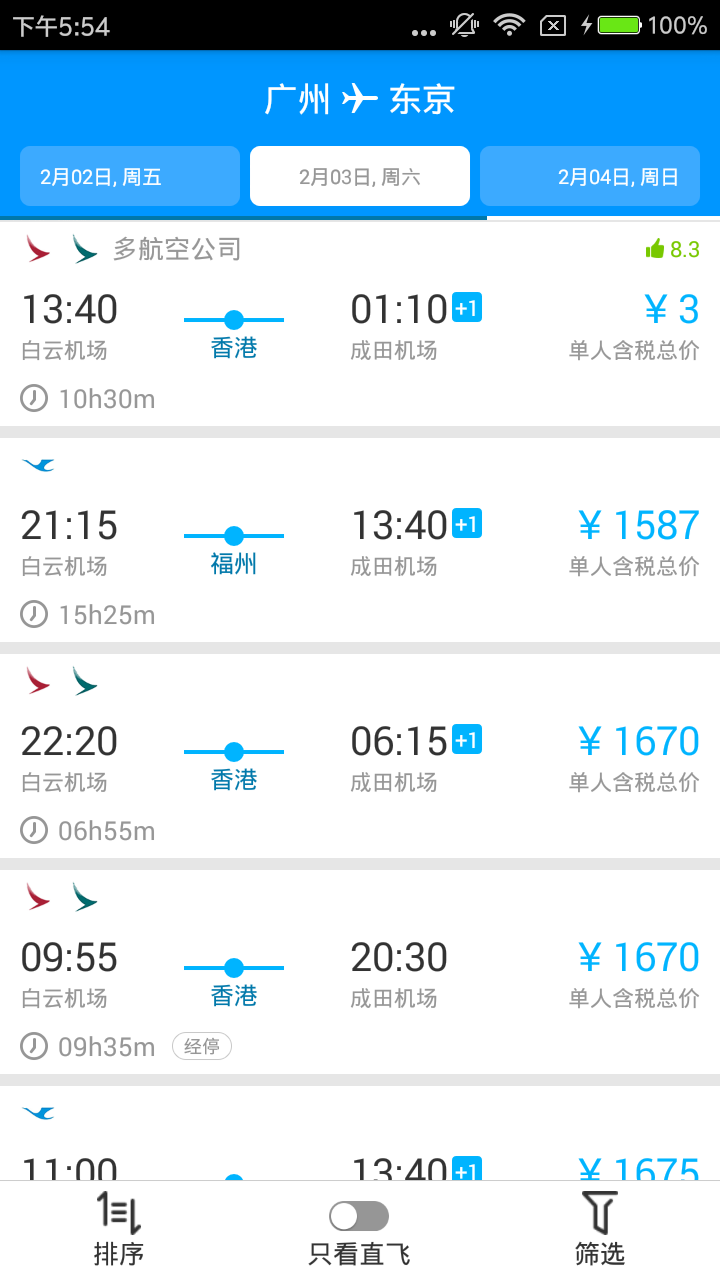 下午5:54 ... 100%
广州 东京
2月02日, 周五 2月03日, 周六 2月04日, 周日
多航空公司 8.3
13:40 01:10 +1 ¥ 3
白云机场 香港 成田机场 单人含税总价
10h30m
21:15 13:40 +1 ¥ 1587
白云机场 福州 成田机场 单人含税总价
15h25m
22:20 06:15 +1 ¥ 1670
白云机场 香港 成田机场 单人含税总价
06h55m
09:55 20:30 ¥ 1670
白云机场 香港 成田机场 单人含税总价
09h35m 经停
11:00 13:40 +1 ¥ 1675
排序 只看直飞 筛选